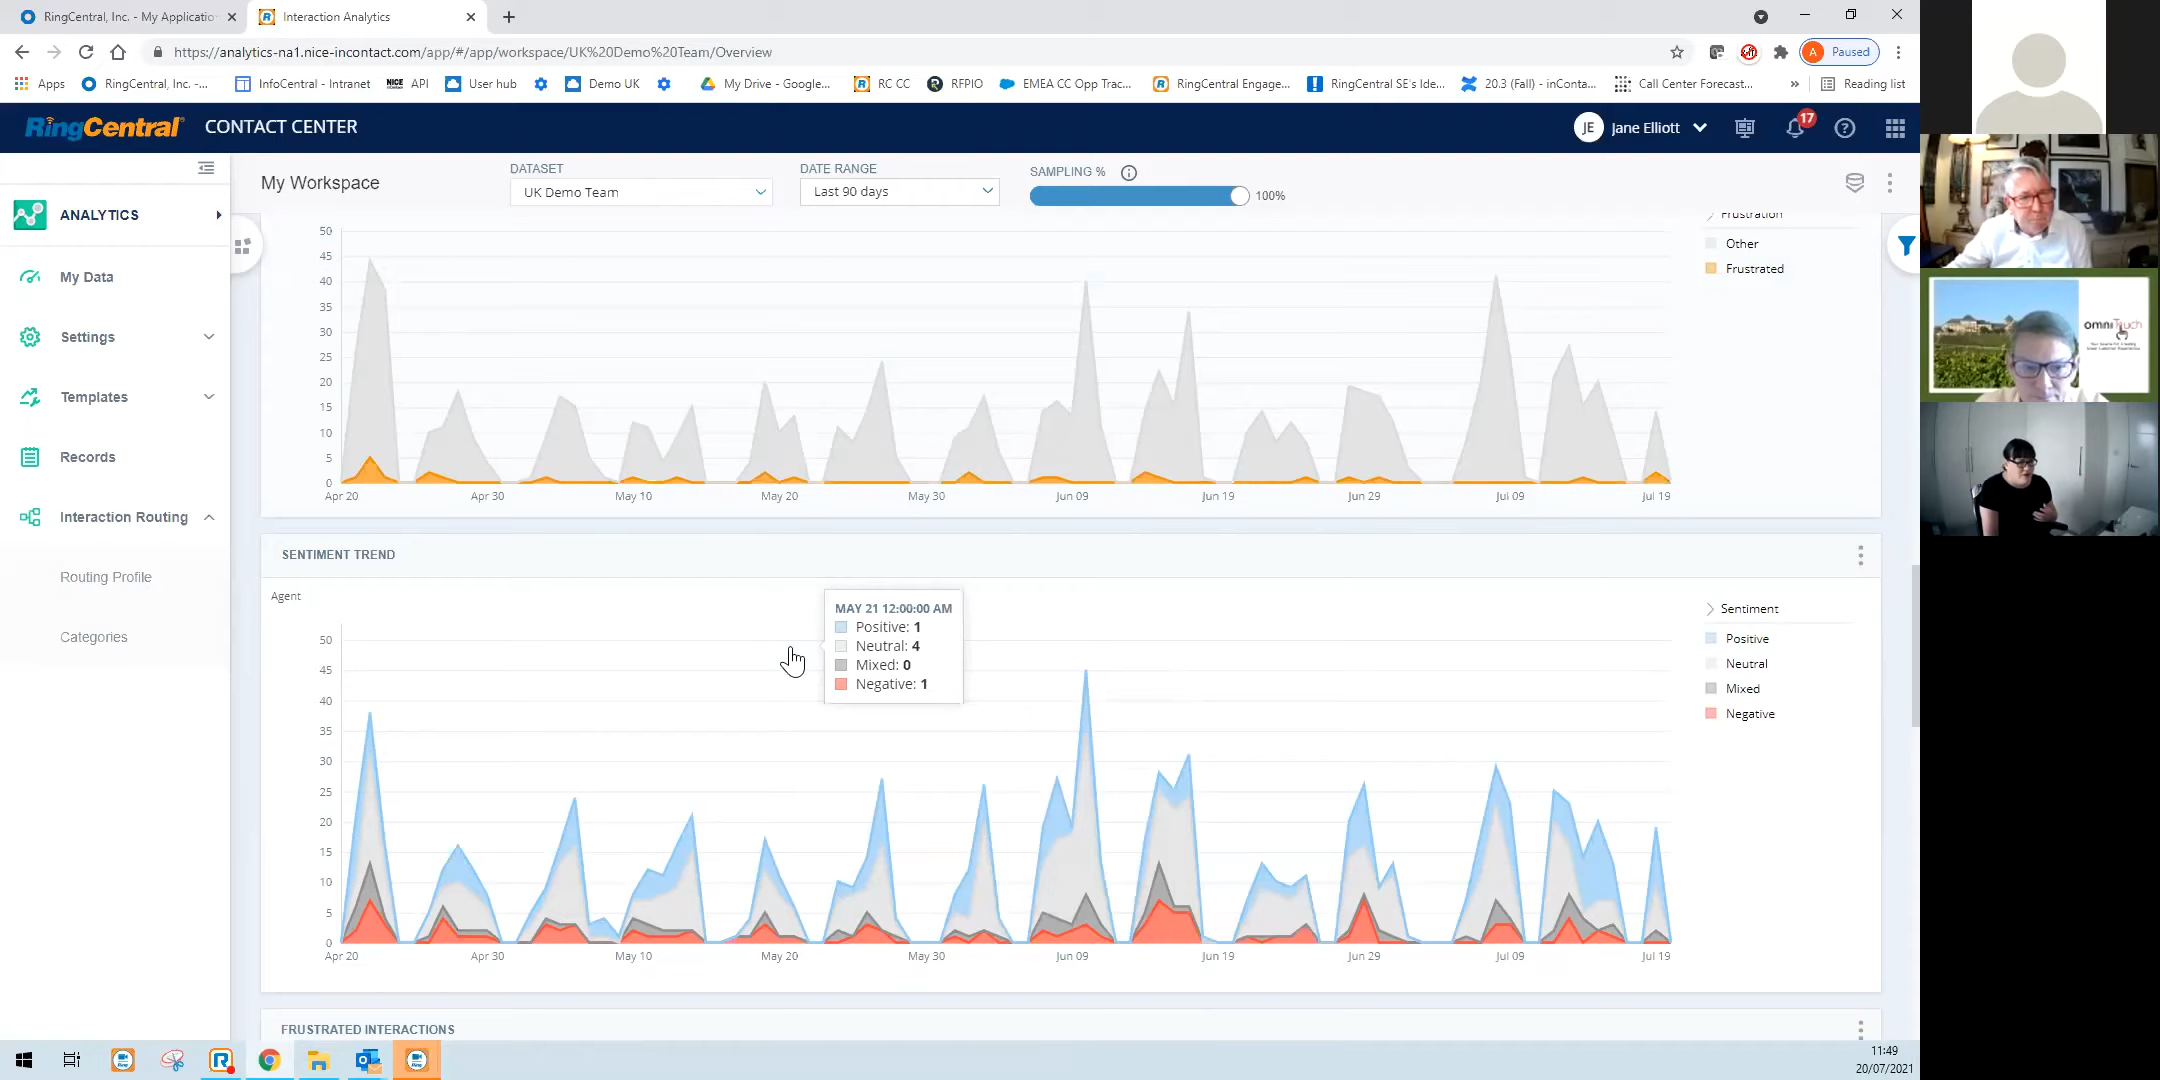 RingCentral, Inc. - My Applicatio
Interaction Analytics
https://analytics-na1.nice-incontact.com/app/#/app/workspace/UK%20Demo%20Team/Overview
A Paused
Apps
RingCentral, Inc. -...
InfoCentral - Intranet
NICE API
User hub
Demo UK
My Drive - Google...
RC CC
RFPIO
EMEA CC Opp Trac...
RingCentral Engage...
RingCentral SE's Ide...
20.3 (Fall) - inConta...
Call Center Forecast...
»
Reading list
RingCentral CONTACT CENTER
JE Jane Elliott
17
ANALYTICS
My Data
Settings
Templates
Records
Interaction Routing
Routing Profile
Categories
My Workspace
DATASET
UK Demo Team
DATE RANGE
Last 90 days
SAMPLING %
100%
Frustration
Other
Frustrated
50
45
40
35
30
25
20
15
10
5
0
Apr 20 Apr 30 May 10 May 20 May 30 Jun 09 Jun 19 Jun 29 Jul 09 Jul 19
SENTIMENT TREND
Agent
MAY 21 12:00:00 AM
Positive: 1
Neutral: 4
Mixed: 0
Negative: 1
Sentiment
Positive
Neutral
Mixed
Negative
50
45
40
35
30
25
20
15
10
5
0
Apr 20 Apr 30 May 10 May 20 May 30 Jun 09 Jun 19 Jun 29 Jul 09 Jul 19
FRUSTRATED INTERACTIONS
11:49
20/07/2021
omniTouch